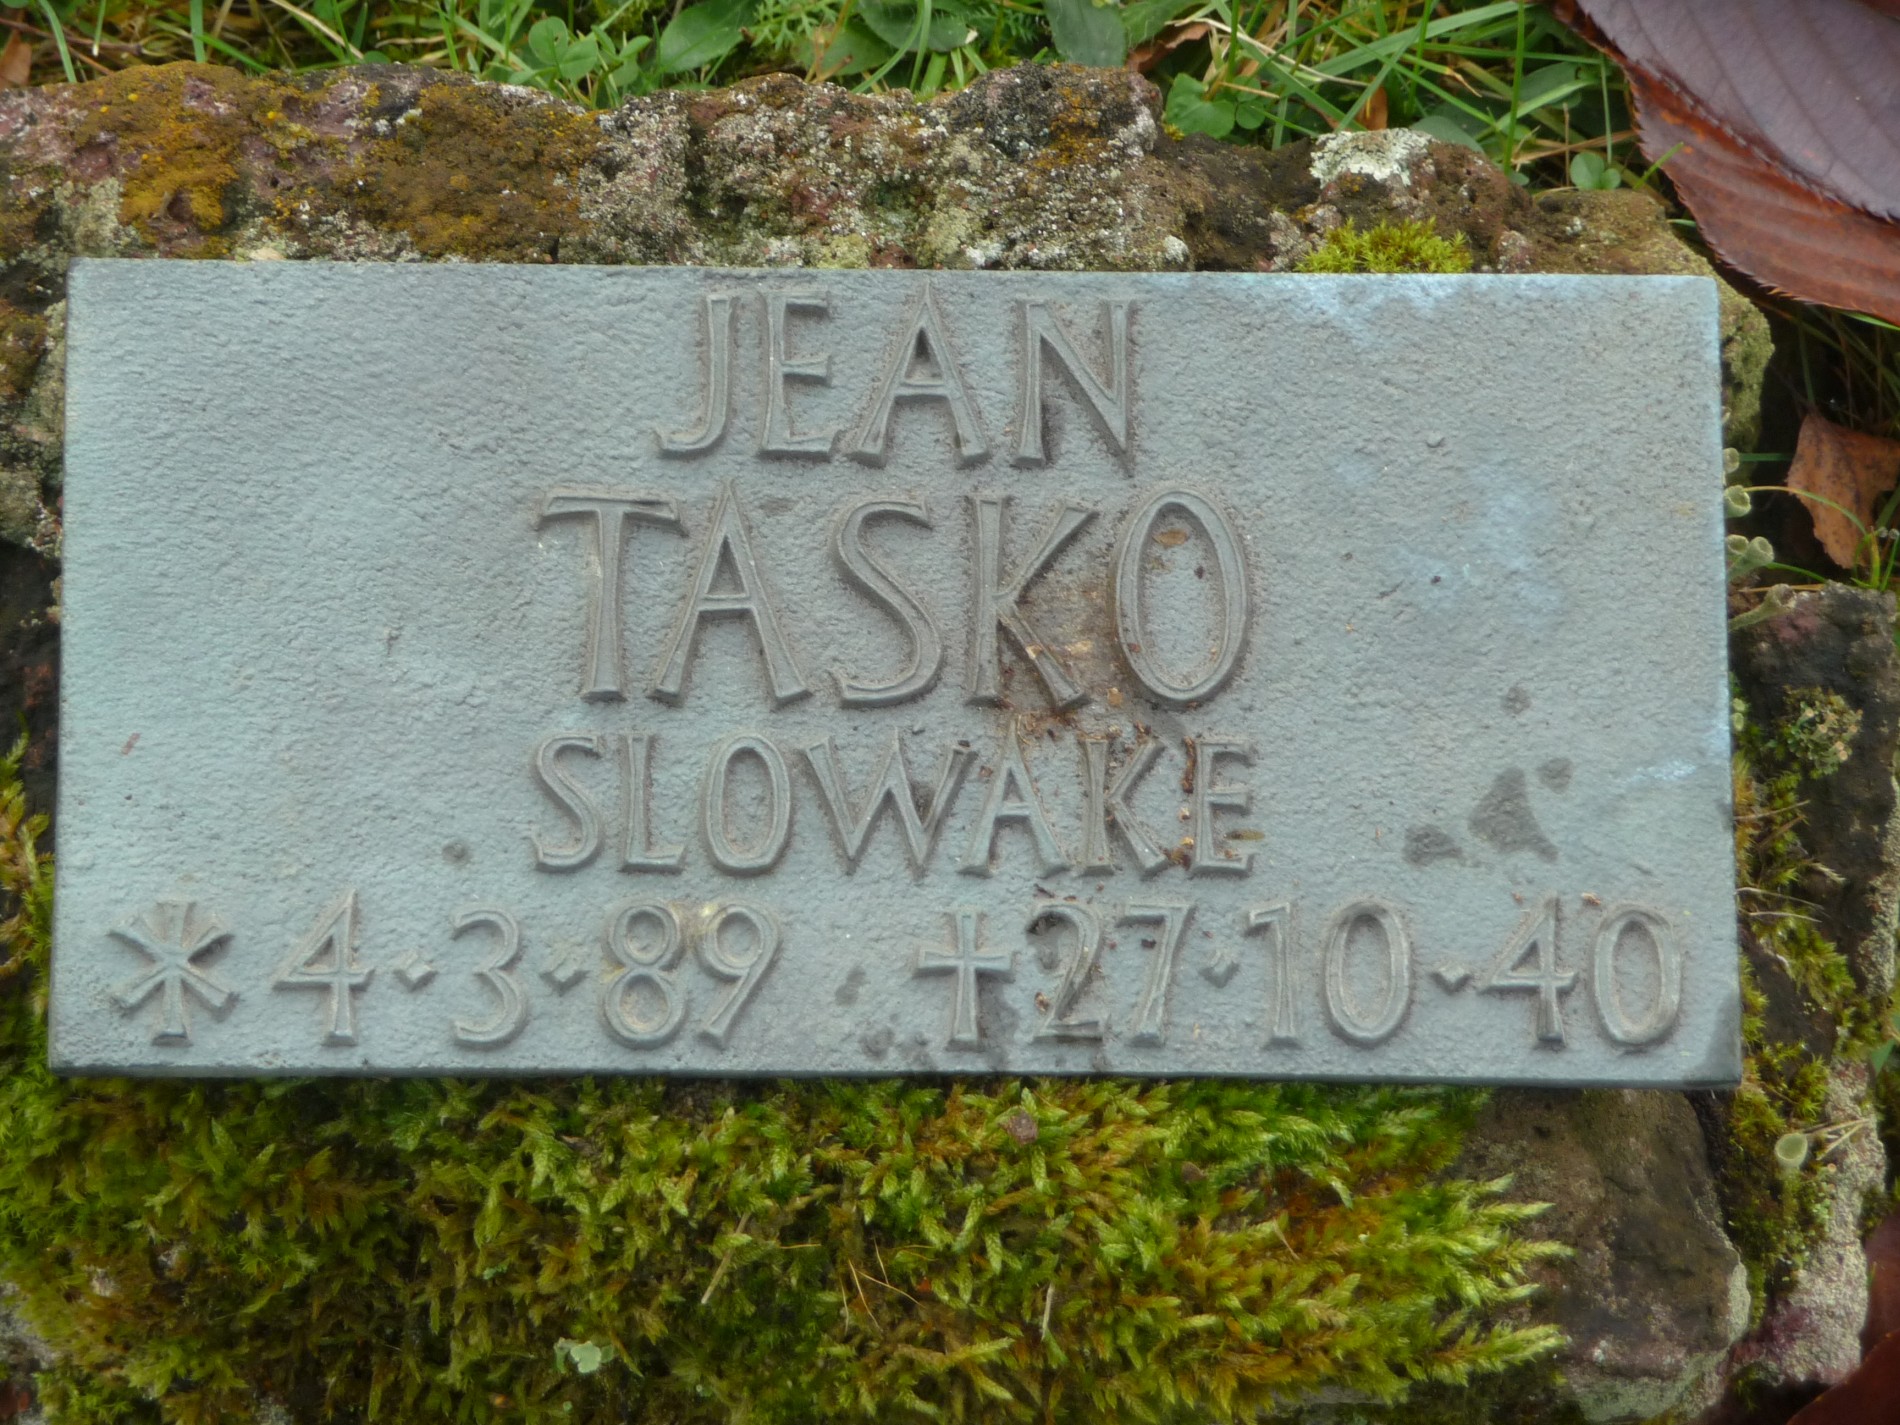 JEAN
TASKO
SLOWAKE
* 4·3·89 †27·10·40